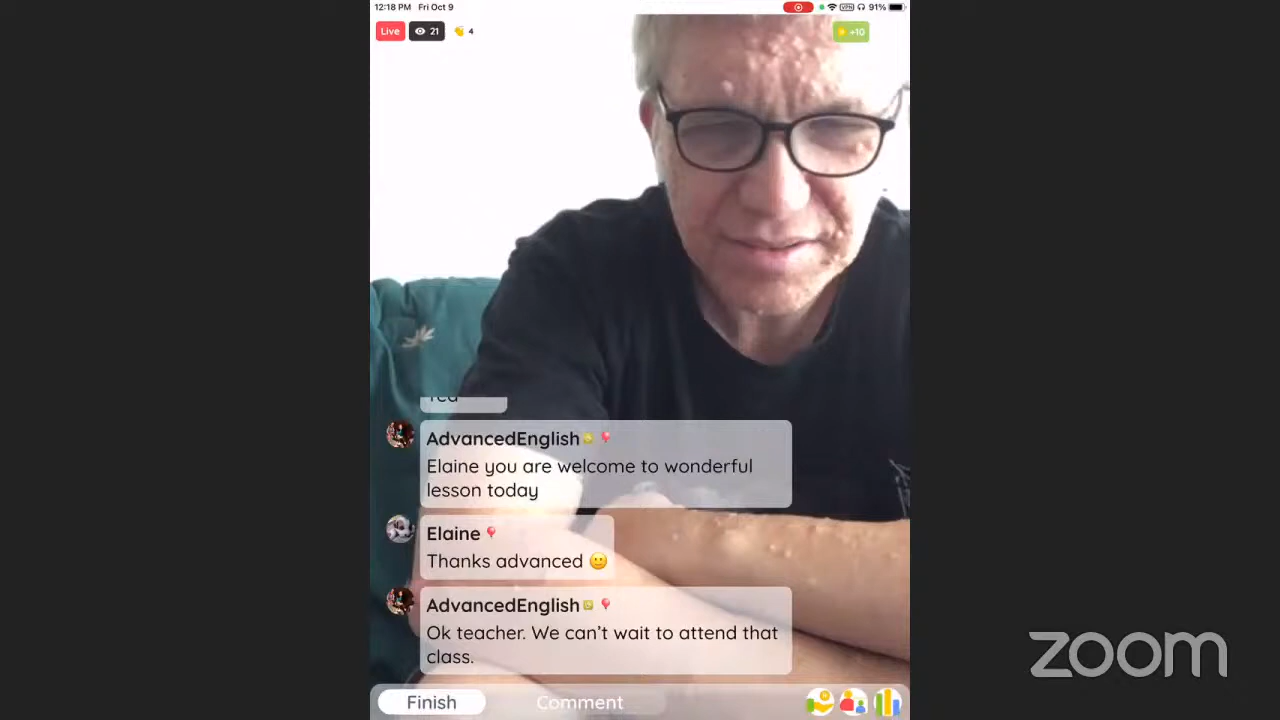 12:18 PM Fri Oct 9
VPN 91%
Live 21 4 +10
AdvancedEnglish
Elaine you are welcome to wonderful
lesson today
Elaine
Thanks advanced
AdvancedEnglish
Ok teacher. We can't wait to attend that
class.
Finish Comment
zoom